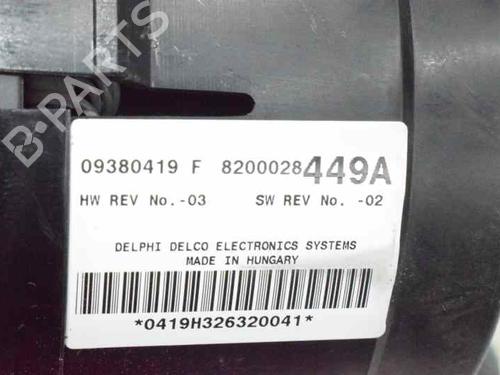 B-PARTS
09380419 F 8200028449A
HW REV No.-03 SW REV No. -02
DELPHI DELCO ELECTRONICS SYSTEMS
MADE IN HUNGARY
*0419H326320041*